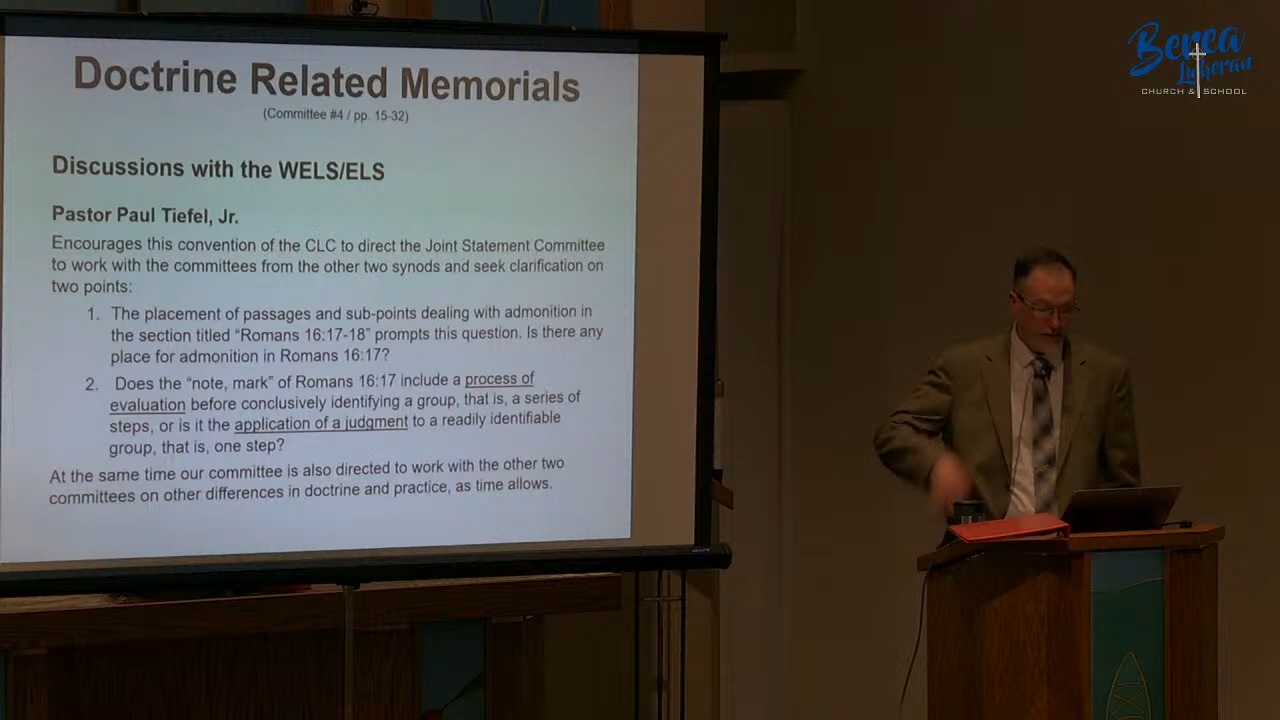 Doctrine Related Memorials
(Committee #4 / pp. 15-32)
Discussions with the WELS/ELS
Pastor Paul Tiefel, Jr.
Encourages this convention of the CLC to direct the Joint Statement Committee
to work with the committees from the other two synods and seek clarification on
two points:
1. The placement of passages and sub-points dealing with admonition in
the section titled “Romans 16:17-18” prompts this question. Is there any
place for admonition in Romans 16:17?
2. Does the “note, mark” of Romans 16:17 include a process of
evaluation before conclusively identifying a group, that is, a series of
steps, or is it the application of a judgment to a readily identifiable
group, that is, one step?
At the same time our committee is also directed to work with the other two
committees on other differences in doctrine and practice, as time allows.
Berea
Lutheran
CHURCH & SCHOOL